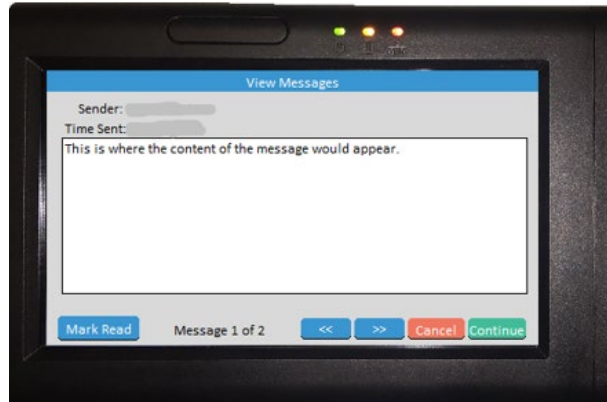 View Messages
Sender:
Time Sent:
This is where the content of the message would appear.
Mark Read Message 1 of 2 << >> Cancel Continue